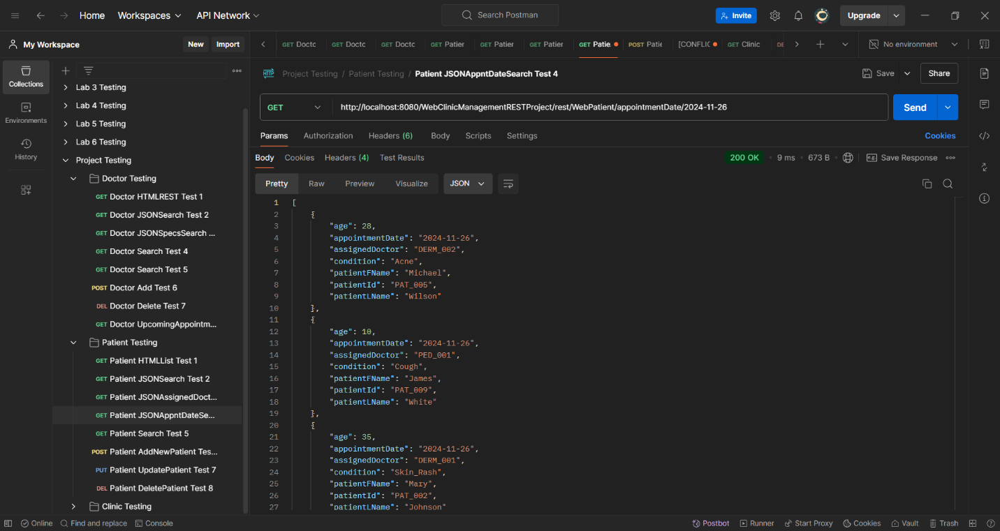 Home Workspaces API Network Search Postman Invite Upgrade
My Workspace New Import
GET Doctc GET Doctc GET Doctc GET Patier GET Patier GET Patier GET Patie. POST Patie [CONFLIC GET Clinic DE No environment
Collections
Environments
History
Lab 3 Testing
Lab 4 Testing
Lab 5 Testing
Lab 6 Testing
Project Testing
Doctor Testing
GET Doctor HTMLREST Test 1
GET Doctor JSONSearch Test 2
GET Doctor JSONSpecsSearch ...
GET Doctor Search Test 4
GET Doctor Search Test 5
POST Doctor Add Test 6
DEL Doctor Delete Test 7
GET Doctor UpcomingAppointm...
Patient Testing
GET Patient HTMLList Test 1
GET Patient JSONSearch Test 2
GET Patient JSONAssignedDoct...
GET Patient JSONAppntDateSe...
GET Patient Search Test 5
POST Patient AddNewPatient Tes...
PUT Patient UpdatePatient Test 7
DEL Patient DeletePatient Test 8
Clinic Testing
HTTP Project Testing / Patient Testing / Patient JSONAppntDateSearch Test 4 Save Share
GET http://localhost:8080/WebClinicManagementRESTProject/rest/WebPatient/appointmentDate/2024-11-26 Send
Params Authorization Headers (6) Body Scripts Settings Cookies
Body Cookies Headers (4) Test Results 200 OK 9 ms 673 B e.g. Save Response
Pretty Raw Preview Visualize JSON
1 [
2 {
3 "age": 28,
4 "appointmentDate": "2024-11-26",
5 "assignedDoctor": "DERM_002",
6 "condition": "Acne",
7 "patientFName": "Michael",
8 "patientId": "PAT_005",
9 "patientLName": "Wilson"
10 },
11 {
12 "age": 10,
13 "appointmentDate": "2024-11-26",
14 "assignedDoctor": "PED_001",
15 "condition": "Cough",
16 "patientFName": "James",
17 "patientId": "PAT_009",
18 "patientLName": "White"
19 },
20 {
21 "age": 35,
22 "appointmentDate": "2024-11-26",
23 "assignedDoctor": "DERM_001",
24 "condition": "Skin_Rash",
25 "patientFName": "Mary",
26 "patientId": "PAT_002",
27 "patientLName": "Johnson"
Online Find and replace Console Postbot Runner Start Proxy Cookies Vault Trash